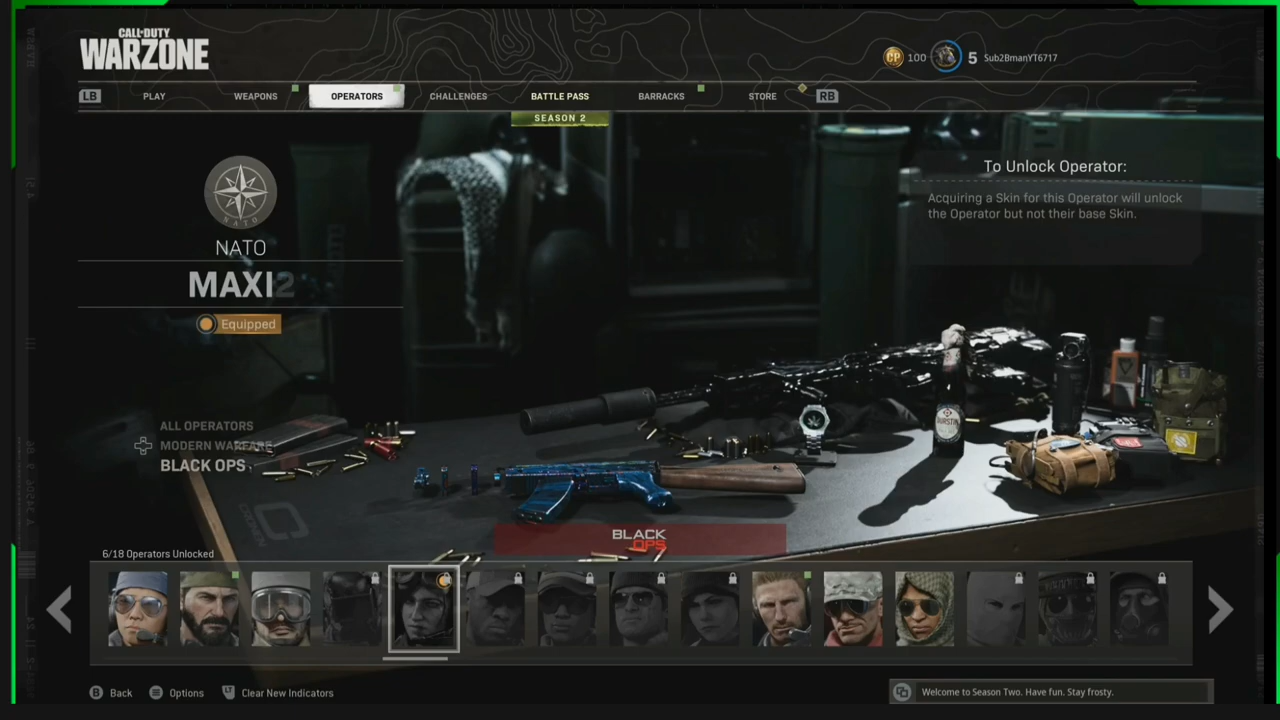 CALL OF DUTY
WARZONE
CP 100 5 Sub2BmanYT6717
LB PLAY WEAPONS OPERATORS CHALLENGES BATTLE PASS BARRACKS STORE RB
SEASON 2
To Unlock Operator:
Acquiring a Skin for this Operator will unlock
the Operator but not their base Skin.
NATO
NATO
MAXI2
Equipped
ALL OPERATORS
MODERN WARFARE
BLACK OPS
BLACK
OPS
6/18 Operators Unlocked
B Back Options LT Clear New Indicators
Welcome to Season Two. Have fun. Stay frosty.